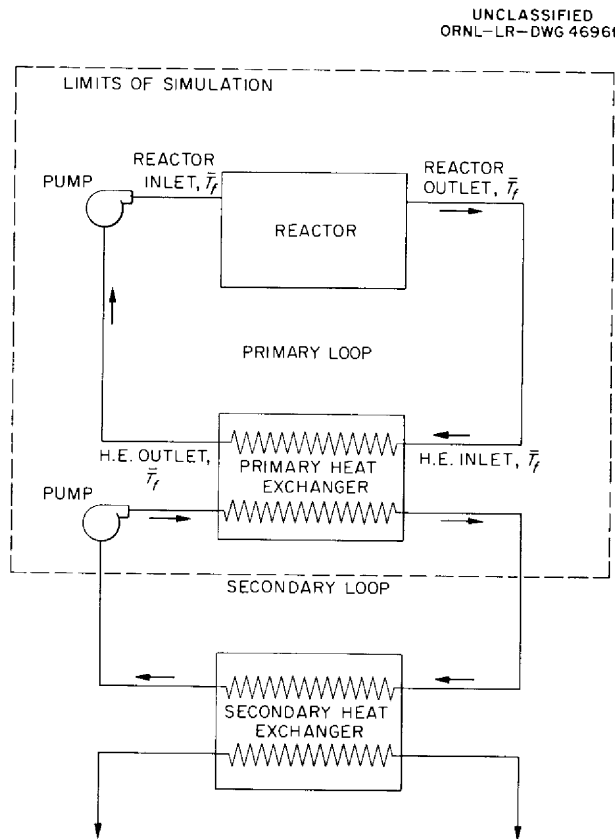 UNCLASSIFIED
ORNL-LR-DWG 46961
LIMITS OF SIMULATION
REACTOR
INLET, T̄f
REACTOR
OUTLET, T̄f
PUMP
REACTOR
PRIMARY LOOP
H.E. OUTLET,
T̄f
PRIMARY HEAT
EXCHANGER
H.E. INLET, T̄f
PUMP
SECONDARY LOOP
SECONDARY HEAT
EXCHANGER